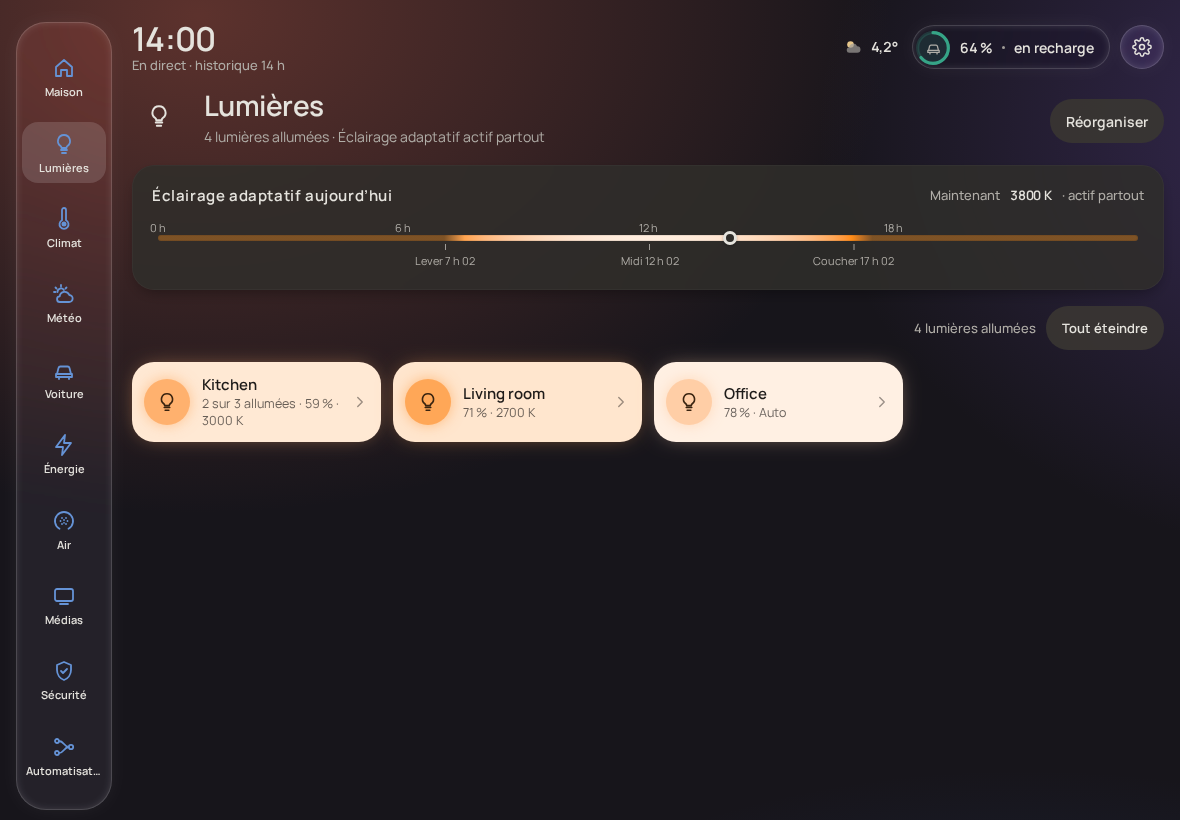 14:00
En direct · historique 14 h
4,2°
64 % · en recharge
Maison
Lumières
Climat
Météo
Voiture
Énergie
Air
Médias
Sécurité
Automatisat…
Lumières
4 lumières allumées · Éclairage adaptatif actif partout
Réorganiser
Éclairage adaptatif aujourd’hui
Maintenant 3800 K · actif partout
0 h 6 h 12 h 18 h
Lever 7 h 02 Midi 12 h 02 Coucher 17 h 02
4 lumières allumées
Tout éteindre
Kitchen
2 sur 3 allumées · 59 % ·
3000 K
Living room
71 % · 2700 K
Office
78 % · Auto